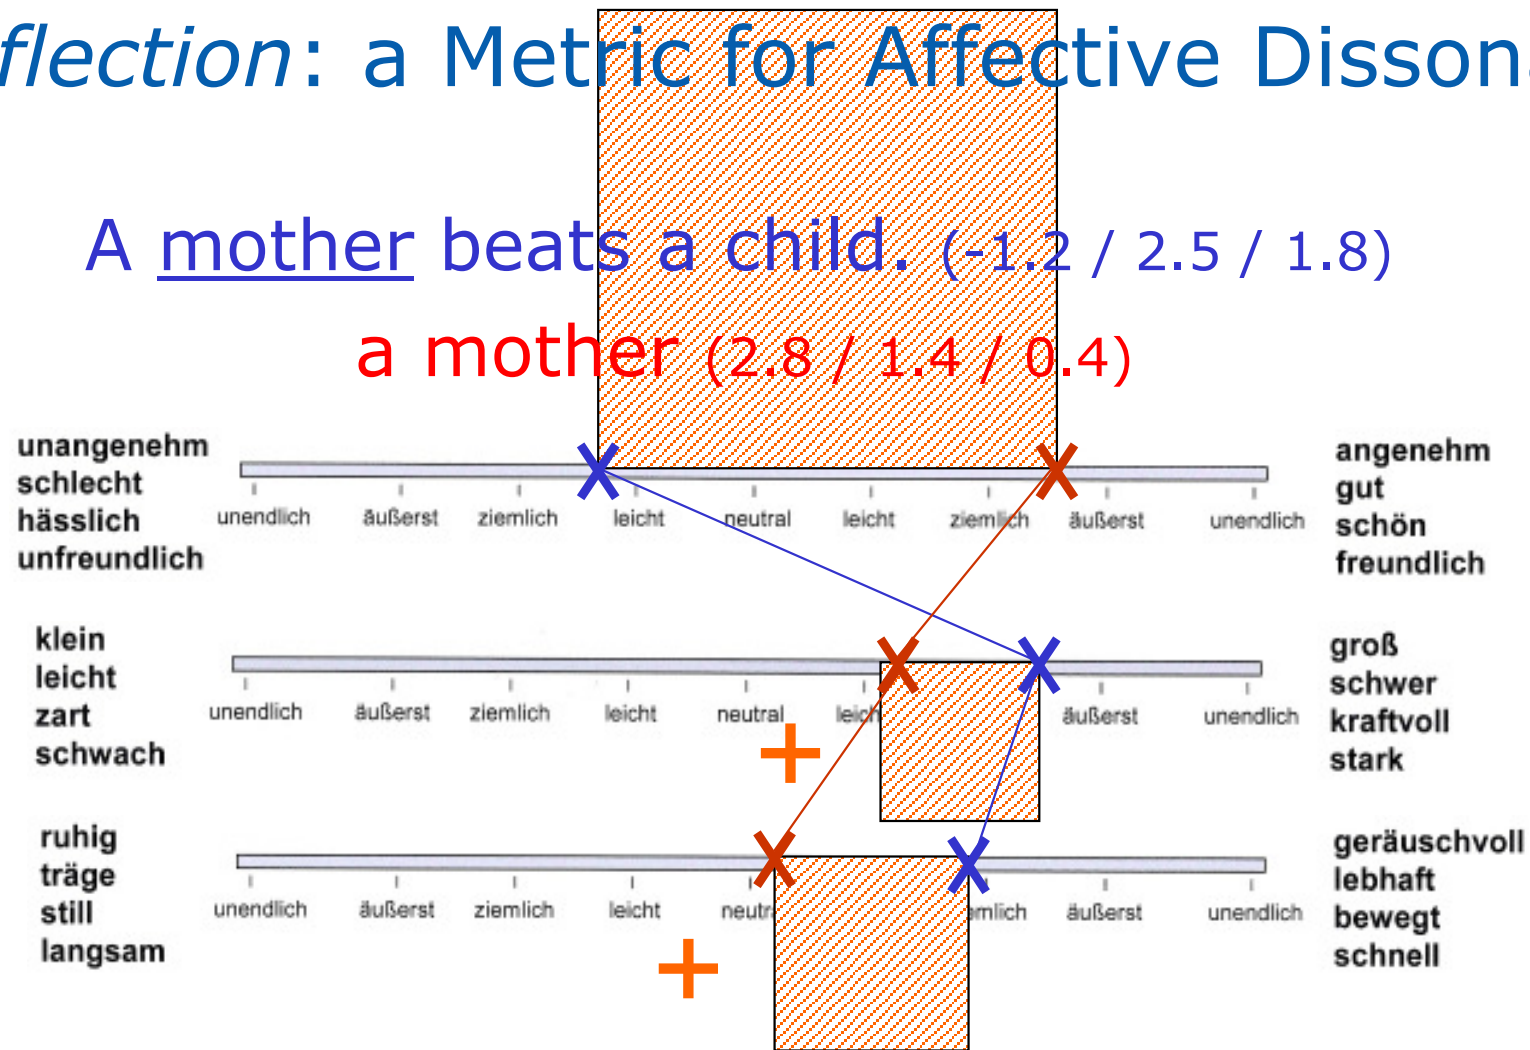 flection: a Metric for Affective Disson
A mother beats a child. (-1.2 / 2.5 / 1.8)
a mother (2.8 / 1.4 / 0.4)
unangenehm
schlecht
hässlich
unfreundlich
unendlich äußerst ziemlich leicht neutral leicht ziemlich äußerst unendlich
angenehm
gut
schön
freundlich
klein
leicht
zart
schwach
unendlich äußerst ziemlich leicht neutral leich äußerst unendlich
groß
schwer
kraftvoll
stark
+
ruhig
träge
still
langsam
unendlich äußerst ziemlich leicht neutr emlich äußerst unendlich
geräuschvoll
lebhaft
bewegt
schnell
+